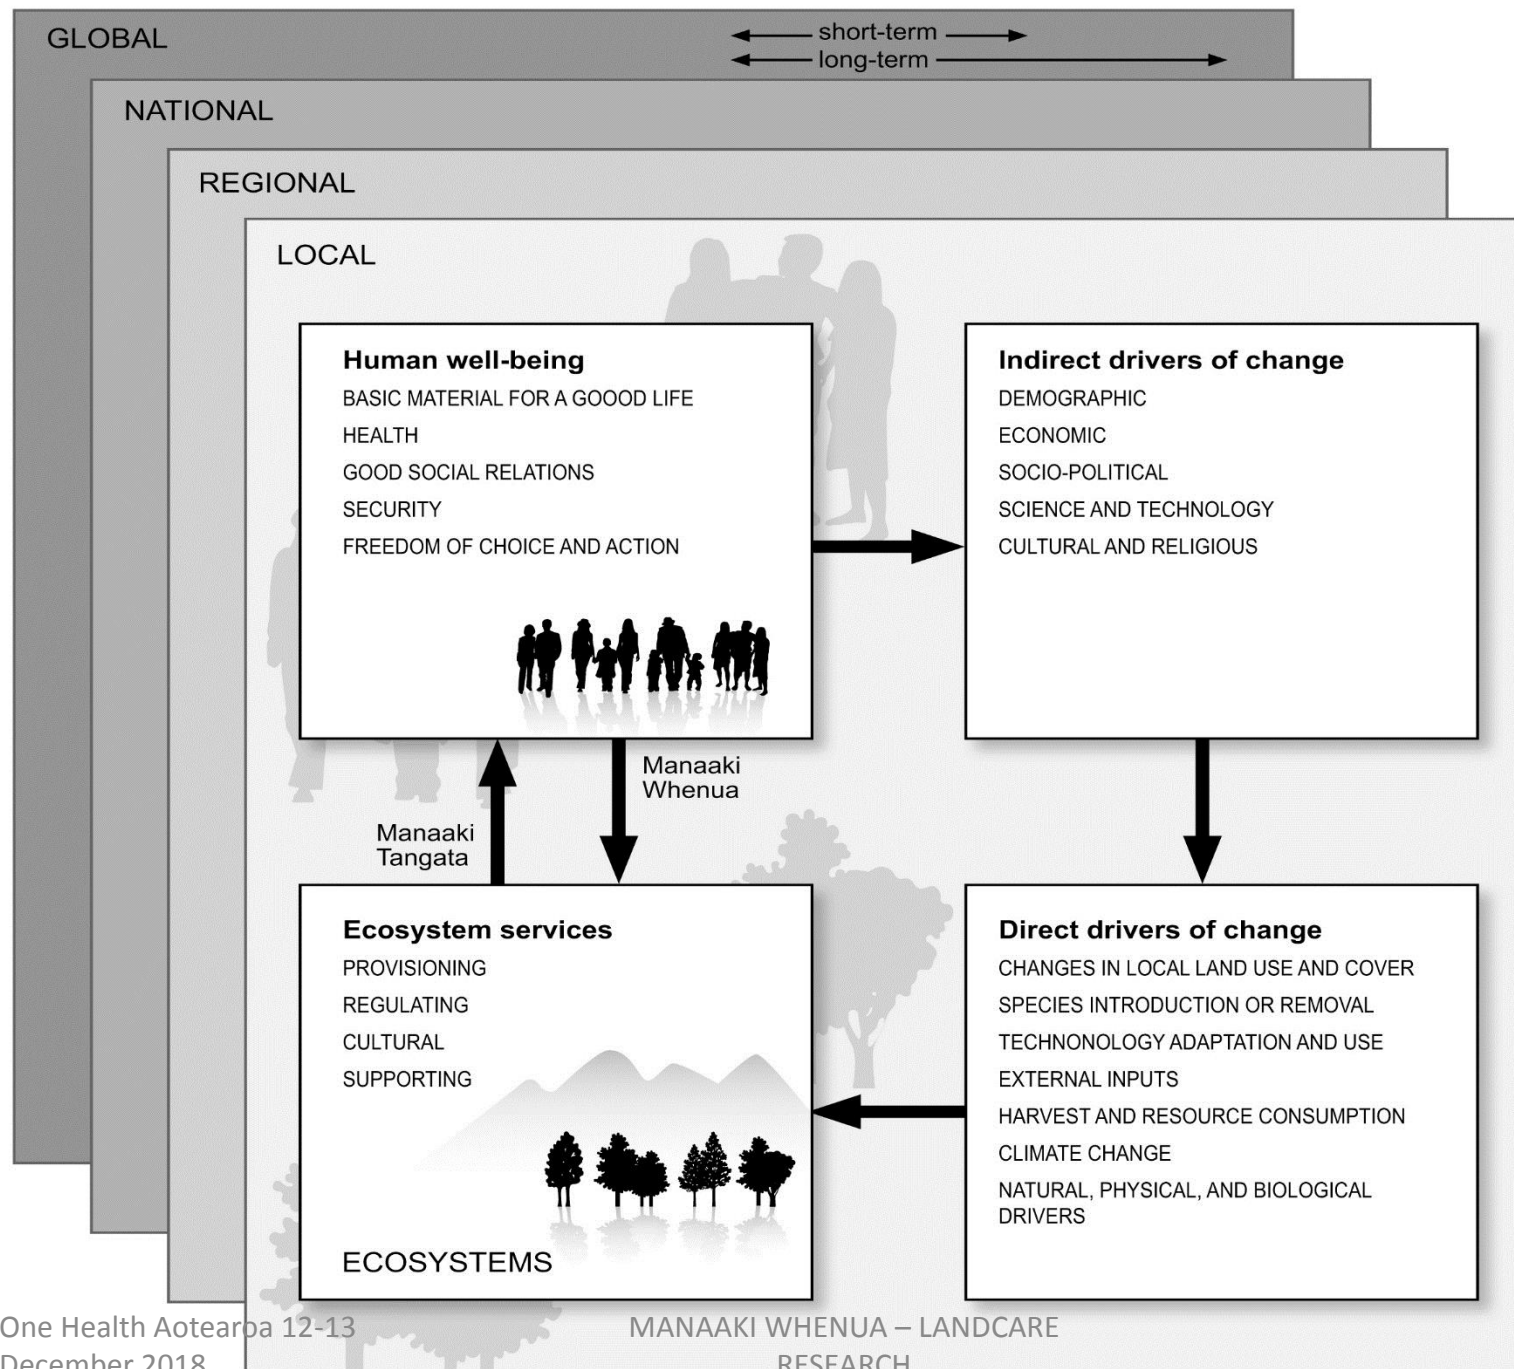 GLOBAL
short-term
long-term
NATIONAL
REGIONAL
LOCAL
Human well-being
BASIC MATERIAL FOR A GOOOD LIFE
HEALTH
GOOD SOCIAL RELATIONS
SECURITY
FREEDOM OF CHOICE AND ACTION
Indirect drivers of change
DEMOGRAPHIC
ECONOMIC
SOCIO-POLITICAL
SCIENCE AND TECHNOLOGY
CULTURAL AND RELIGIOUS
Manaaki
Whenua
Manaaki
Tangata
Ecosystem services
PROVISIONING
REGULATING
CULTURAL
SUPPORTING
ECOSYSTEMS
Direct drivers of change
CHANGES IN LOCAL LAND USE AND COVER
SPECIES INTRODUCTION OR REMOVAL
TECHNONOLOGY ADAPTATION AND USE
EXTERNAL INPUTS
HARVEST AND RESOURCE CONSUMPTION
CLIMATE CHANGE
NATURAL, PHYSICAL, AND BIOLOGICAL
DRIVERS
One Health Aotearoa 12-13
December 2018
MANAAKI WHENUA – LANDCARE
RESEARCH